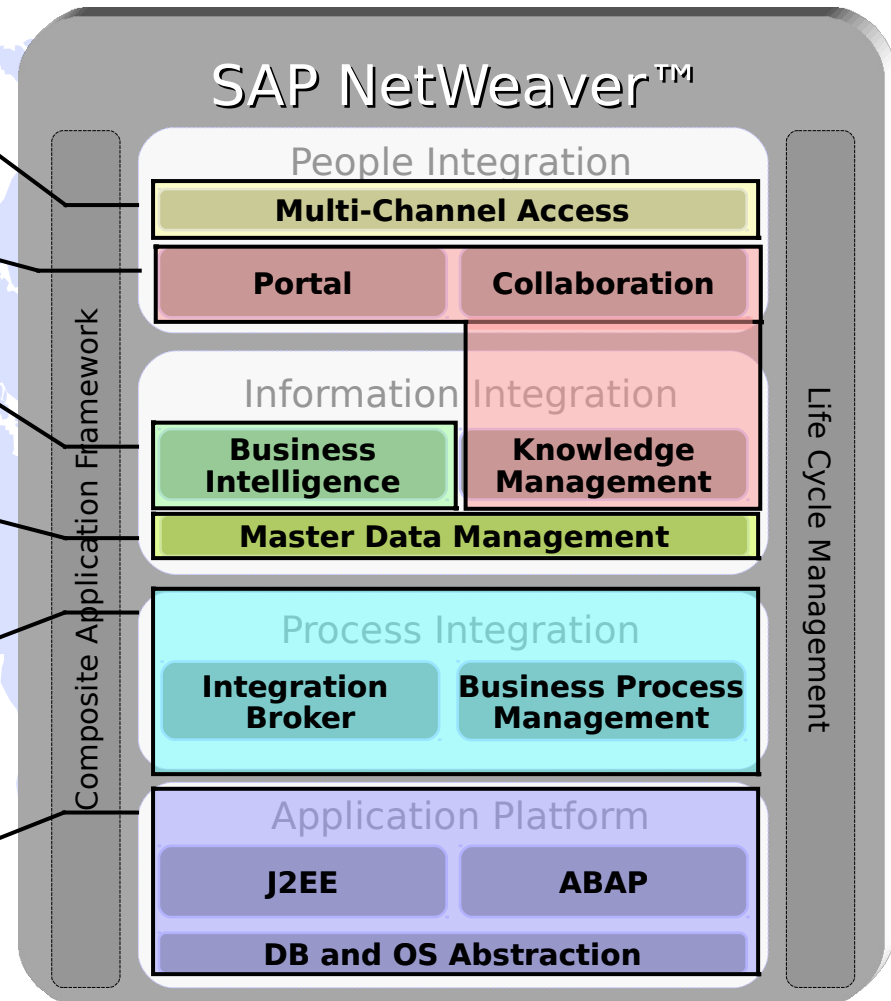 SAP NetWeaver™
People Integration
Multi-Channel Access
Portal
Collaboration
Composite Application Framework
Life Cycle Management
Information Integration
Business
Intelligence
Knowledge
Management
Master Data Management
Process Integration
Integration
Broker
Business Process
Management
Application Platform
J2EE
ABAP
DB and OS Abstraction